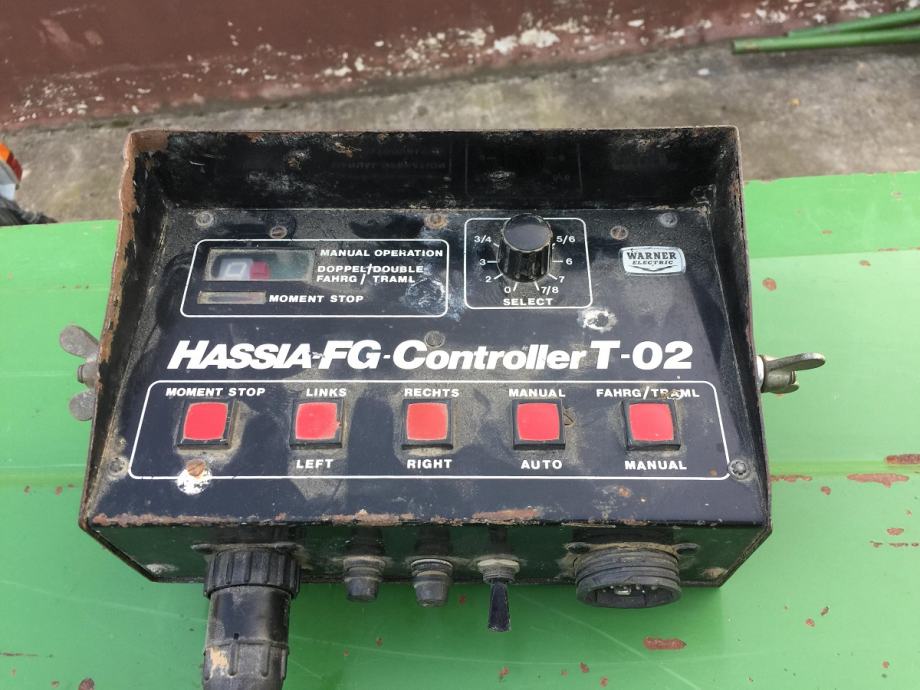 MANUAL OPERATION
DOPPEL/DOUBLE
FAHRG / TRAML
MOMENT STOP
3/4 5/6
3 6
2 7
0 7/8
SELECT
WARNER
ELECTRIC
HASSIA-FG-Controller T-02
MOMENT STOP LINKS RECHTS MANUAL FAHRG/TRAML
LEFT RIGHT AUTO MANUAL